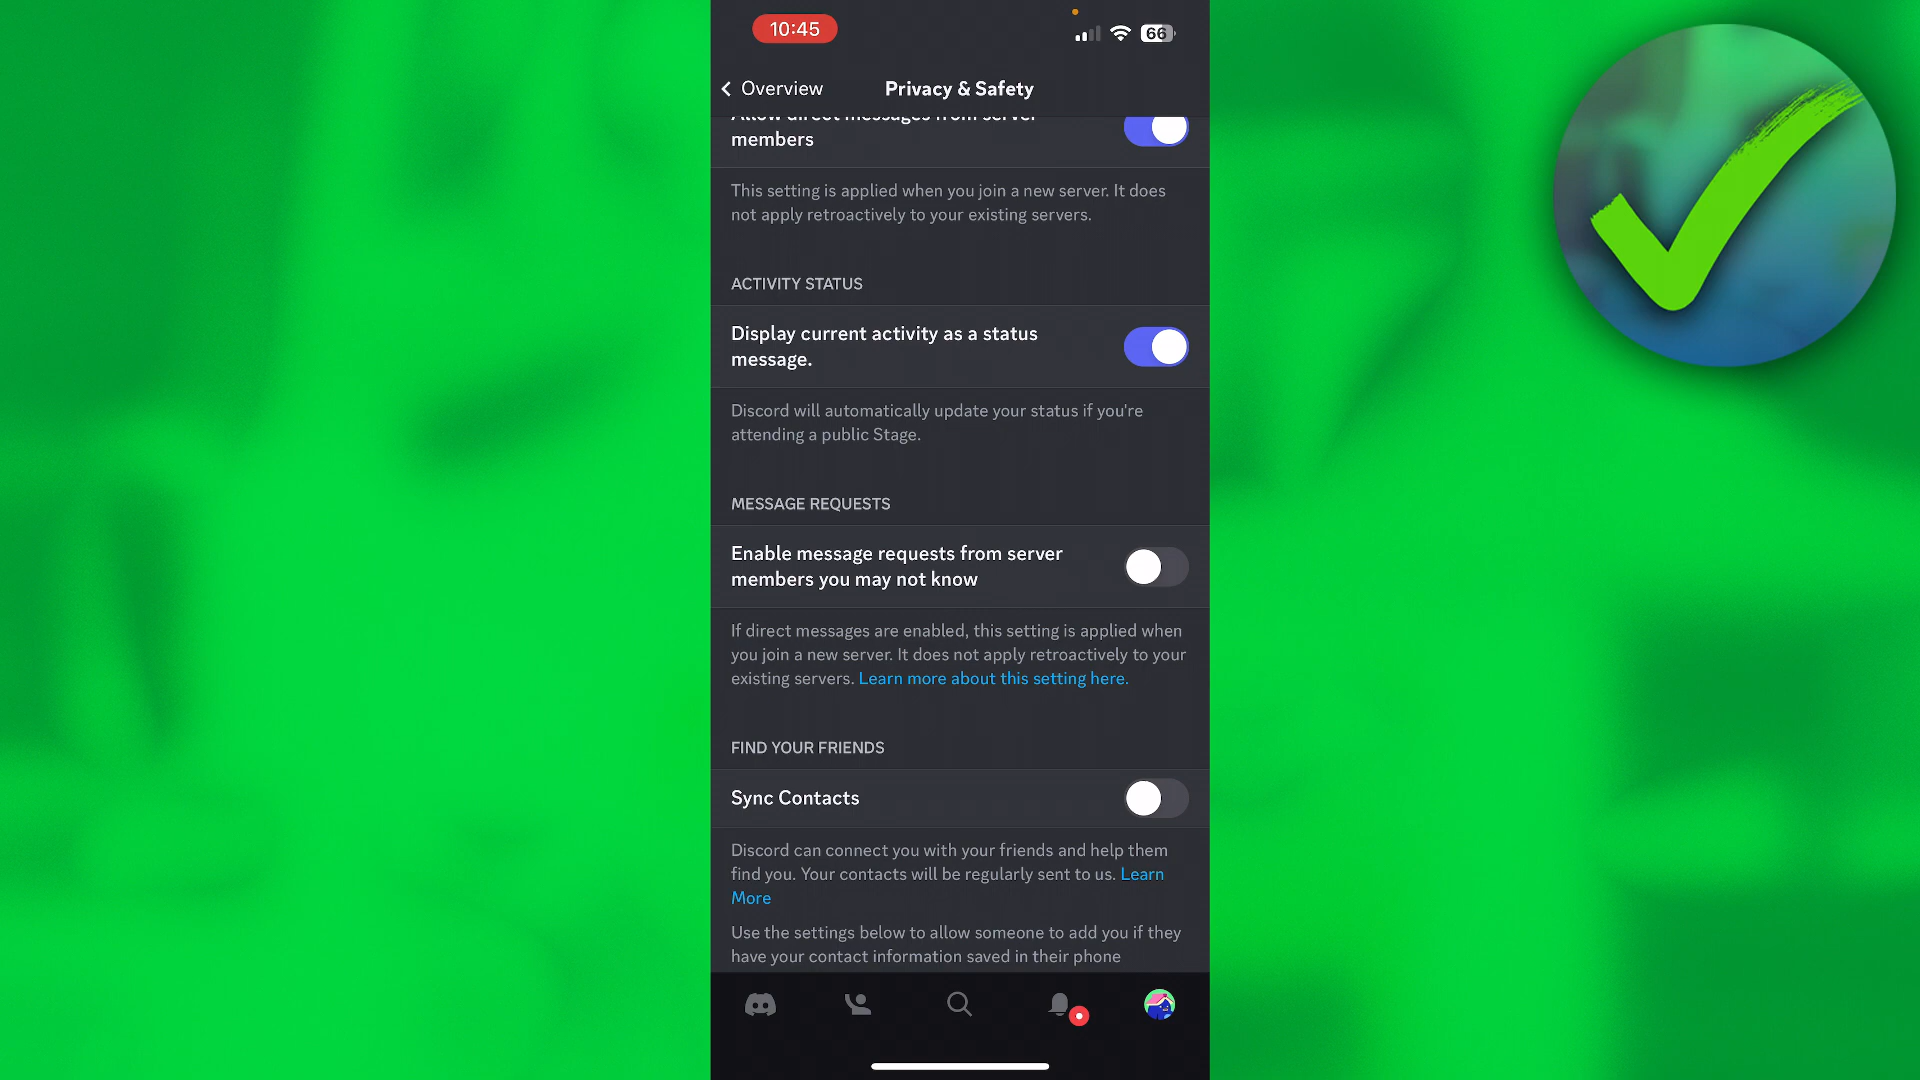 10:45
66
Overview
Privacy & Safety
Allow direct messages from server
members
This setting is applied when you join a new server. It does
not apply retroactively to your existing servers.
ACTIVITY STATUS
Display current activity as a status
message.
Discord will automatically update your status if you're
attending a public Stage.
MESSAGE REQUESTS
Enable message requests from server
members you may not know
If direct messages are enabled, this setting is applied when
you join a new server. It does not apply retroactively to your
existing servers. Learn more about this setting here.
FIND YOUR FRIENDS
Sync Contacts
Discord can connect you with your friends and help them
find you. Your contacts will be regularly sent to us. Learn
More
Use the settings below to allow someone to add you if they
have your contact information saved in their phone